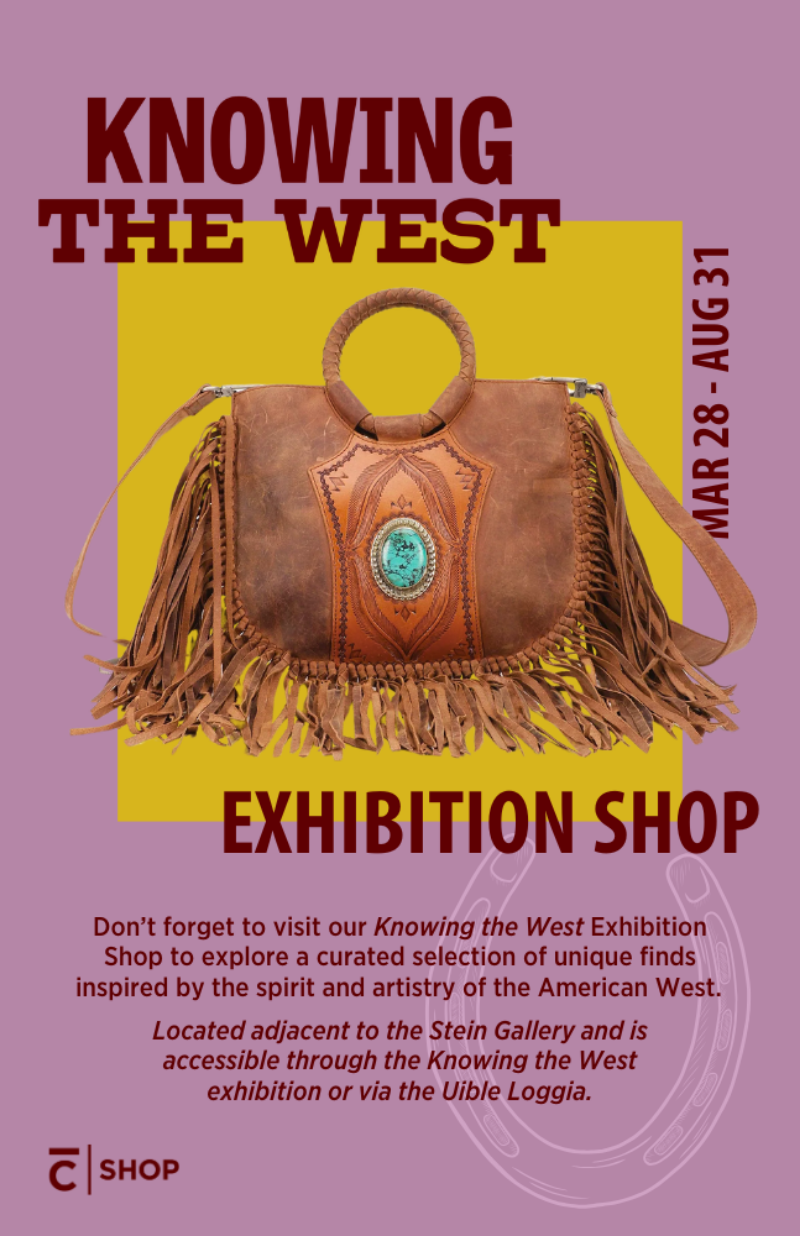 KNOWING
THE WEST
MAR 28 - AUG 31
EXHIBITION SHOP
Don't forget to visit our Knowing the West Exhibition
Shop to explore a curated selection of unique finds
inspired by the spirit and artistry of the American West.
Located adjacent to the Stein Gallery and is
accessible through the Knowing the West
exhibition or via the Uible Loggia.
C | SHOP